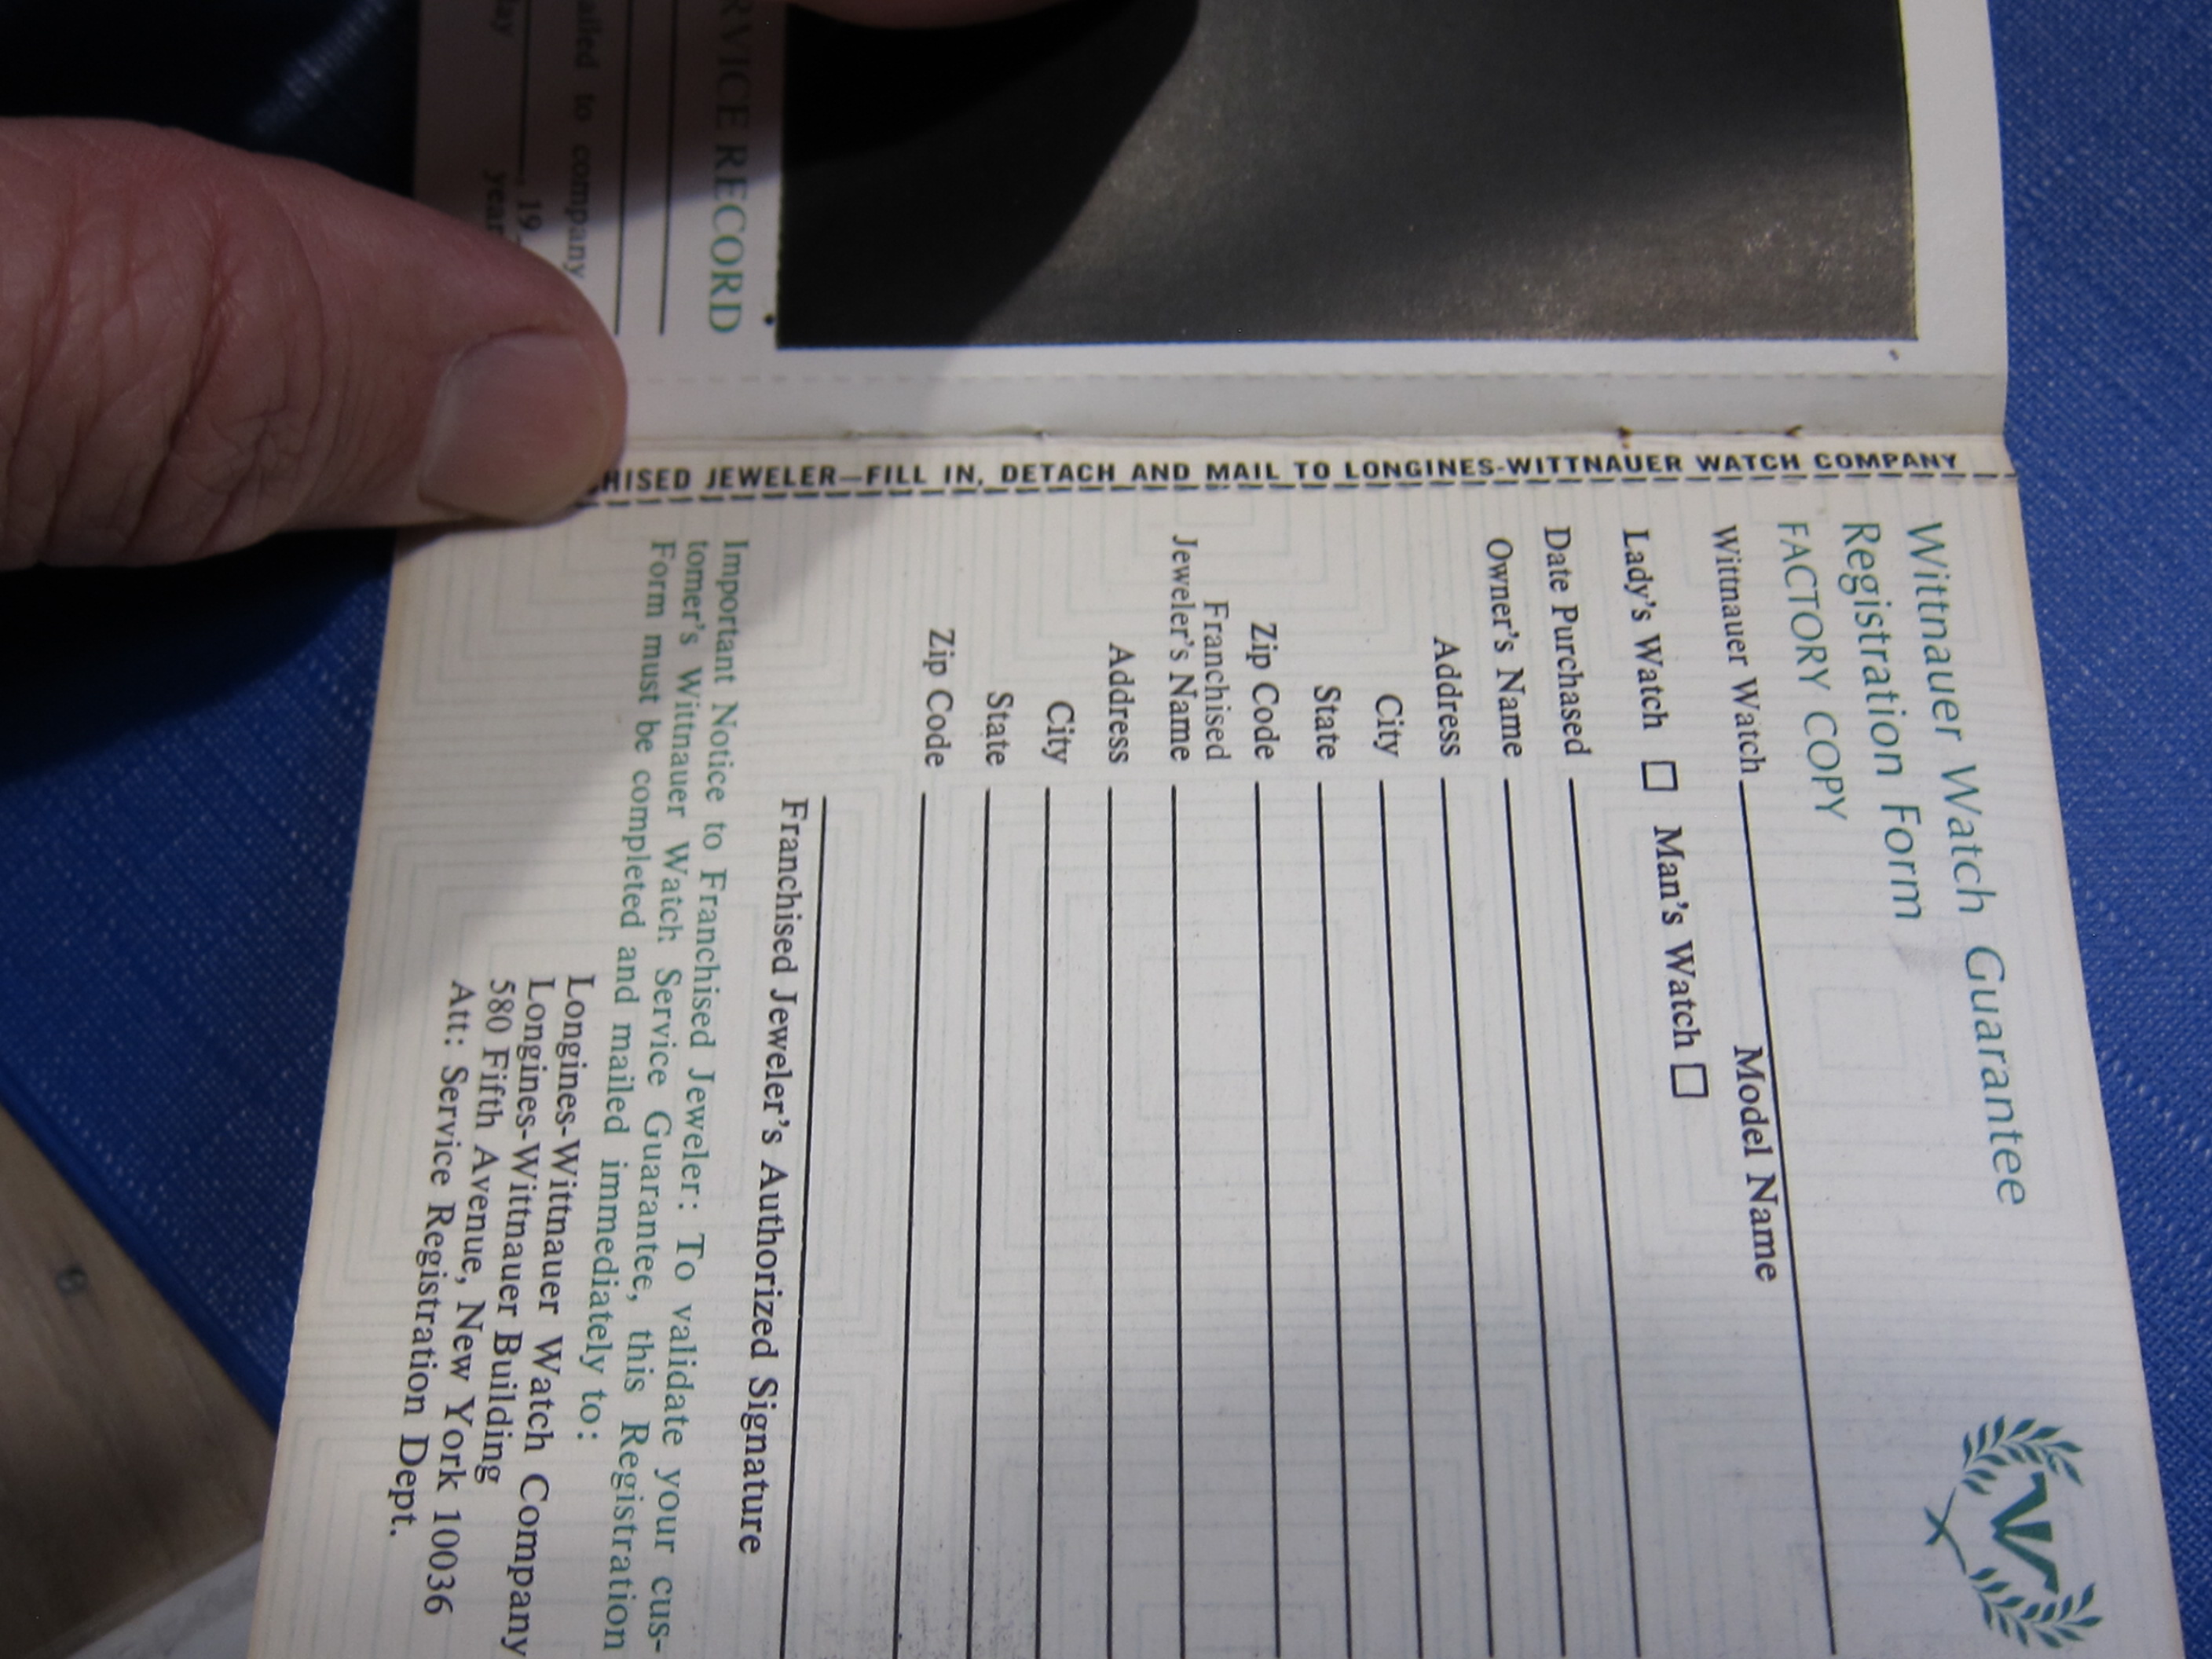 Wittnauer Watch Guarantee
Registration Form
FACTORY COPY
Wittnauer Watch
Model Name
Lady's Watch Man's Watch
Date Purchased
Owner's Name
Address
City
State
Zip Code
Franchised
Jeweler's Name
Address
City
State
Zip Code
Franchised Jeweler's Authorized Signature
Important Notice to Franchised Jeweler: To validate your cus-
tomer's Wittnauer Watch Service Guarantee, this Registration
Form must be completed and mailed immediately to:
Longines-Wittnauer Watch Company
Longines-Wittnauer Building
580 Fifth Avenue, New York 10036
Att: Service Registration Dept.
HISED JEWELER—FILL IN, DETACH AND MAIL TO LONGINES-WITTNAUER WATCH COMPANY
RVICE RECORD
ailed to company
, 19
day year
W